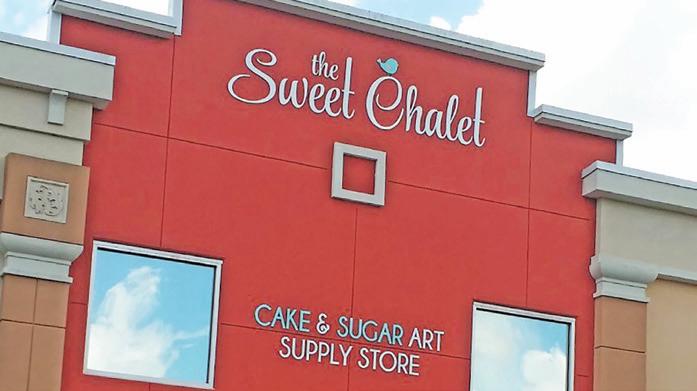 the
Sweet Chalet
CAKE & SUGAR ART
SUPPLY STORE